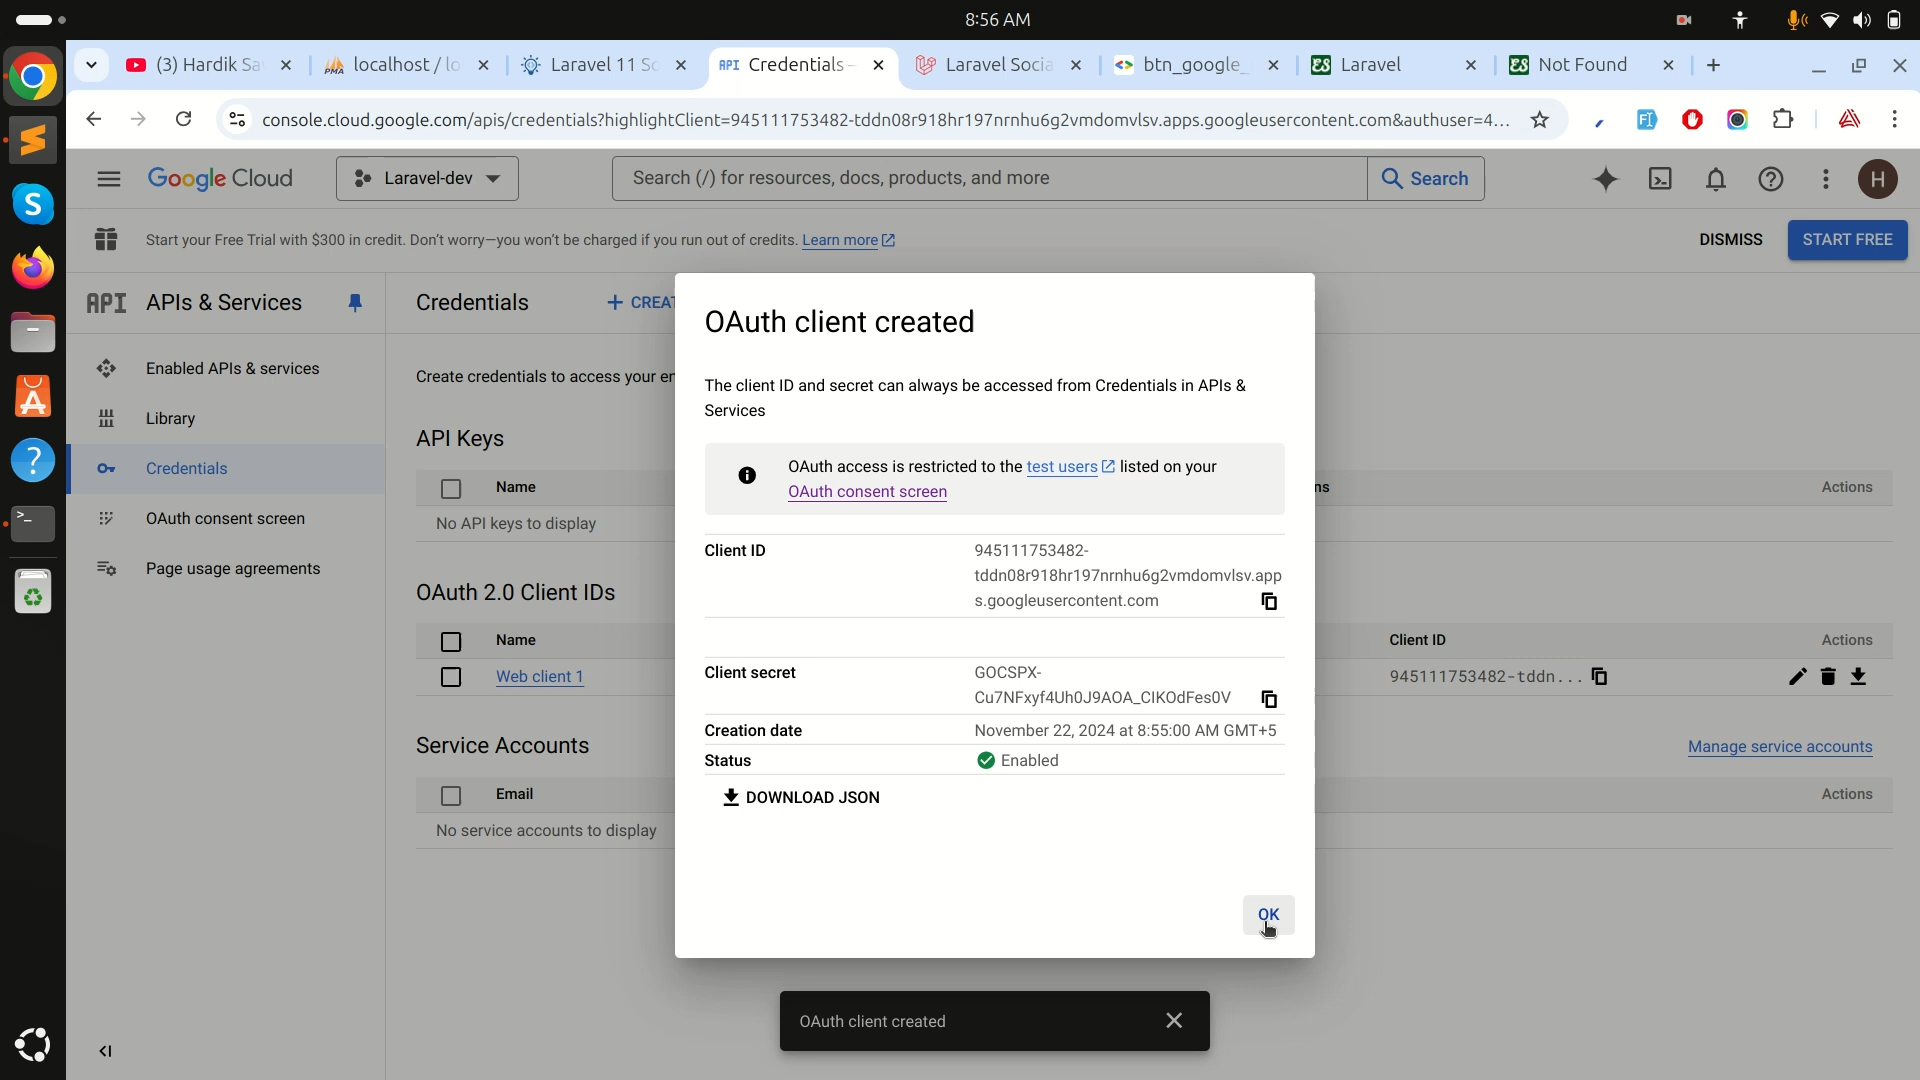 8:56 AM
(3) Hardik Sa
localhost / lo
Laravel 11 So
API Credentials –
Laravel Socia
btn_google_
Laravel
Not Found
console.cloud.google.com/apis/credentials?highlightClient=945111753482-tddn08r918hr197nrnhu6g2vmdomvlsv.apps.googleusercontent.com&authuser=4...
Google Cloud
Laravel-dev
Search (/) for resources, docs, products, and more
Search
H
Start your Free Trial with $300 in credit. Don't worry—you won't be charged if you run out of credits. Learn more
DISMISS
START FREE
API APIs & Services
Enabled APIs & services
Library
Credentials
OAuth consent screen
Page usage agreements
Credentials
+ CREAT
Create credentials to access your en
API Keys
Name
ns
Actions
No API keys to display
OAuth 2.0 Client IDs
Name
Client ID
Actions
Web client 1
945111753482-tddn...
Service Accounts
Manage service accounts
Email
Actions
No service accounts to display
OAuth client created
The client ID and secret can always be accessed from Credentials in APIs &
Services
OAuth access is restricted to the test users listed on your
OAuth consent screen
Client ID
945111753482-
tddn08r918hr197nrnhu6g2vmdomvlsv.app
s.googleusercontent.com
Client secret
GOCSPX-
Cu7NFxyf4Uh0J9AOA_CIKOdFes0V
Creation date
November 22, 2024 at 8:55:00 AM GMT+5
Status
Enabled
DOWNLOAD JSON
OK
OAuth client created